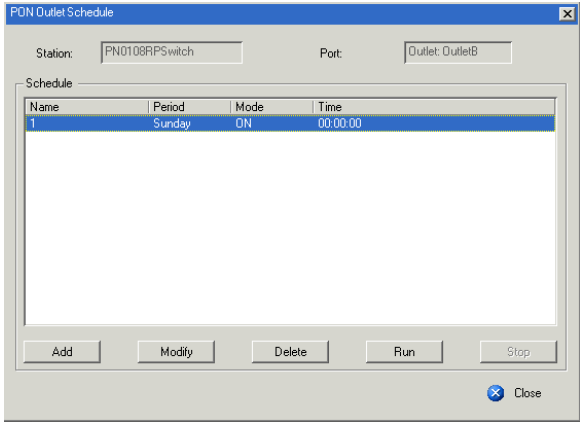 PON Outlet Schedule
Station: PN0108RPSwitch Port: Outlet: OutletB
Schedule
Name Period Mode Time
1 Sunday ON 00:00:00
Add Modify Delete Run Stop
Close